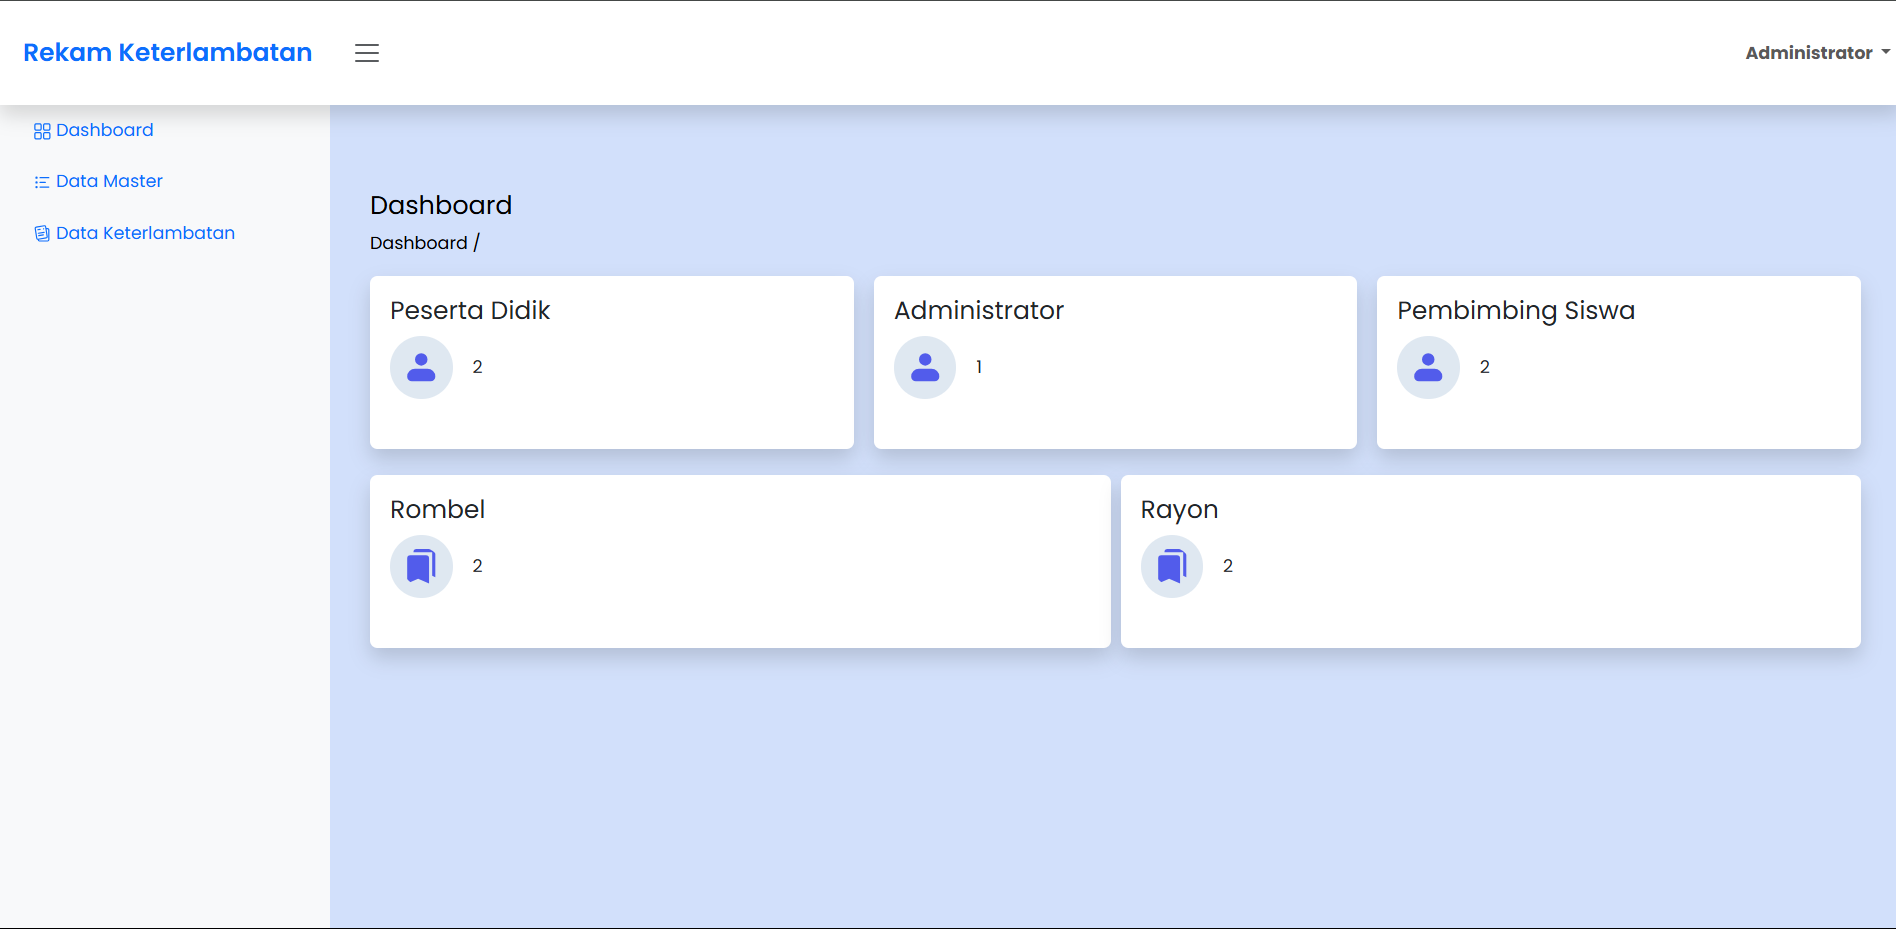 Rekam Keterlambatan
Administrator
Dashboard
Data Master
Data Keterlambatan
Dashboard
Dashboard /
Peserta Didik
2
Administrator
1
Pembimbing Siswa
2
Rombel
2
Rayon
2